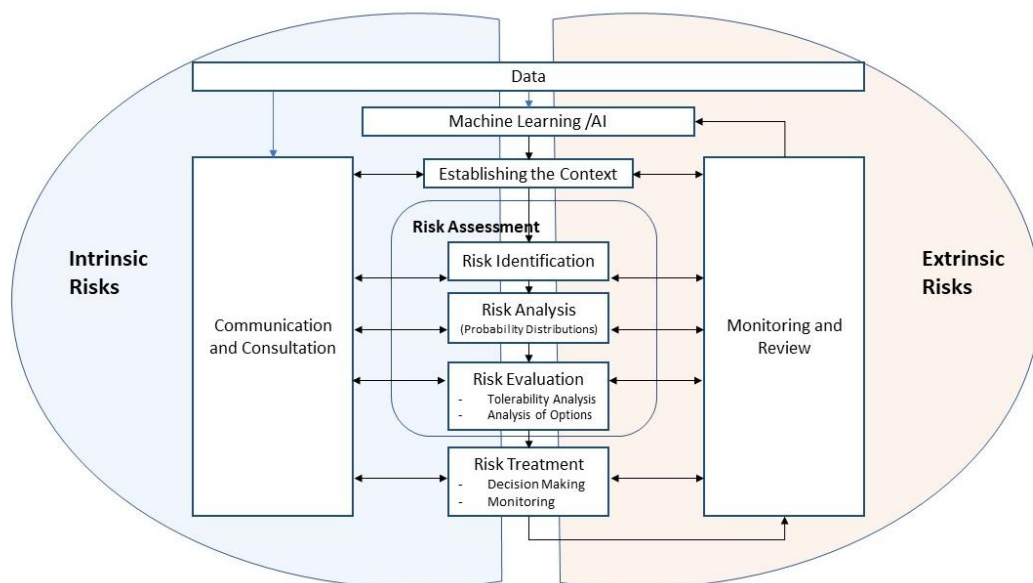 Data
Machine Learning /AI
Establishing the Context
Risk Assessment
Intrinsic
Risks
Extrinsic
Risks
Risk Identification
Risk Analysis
(Probability Distributions)
Communication
and Consultation
Monitoring and
Review
Risk Evaluation
- Tolerability Analysis
- Analysis of Options
Risk Treatment
- Decision Making
- Monitoring